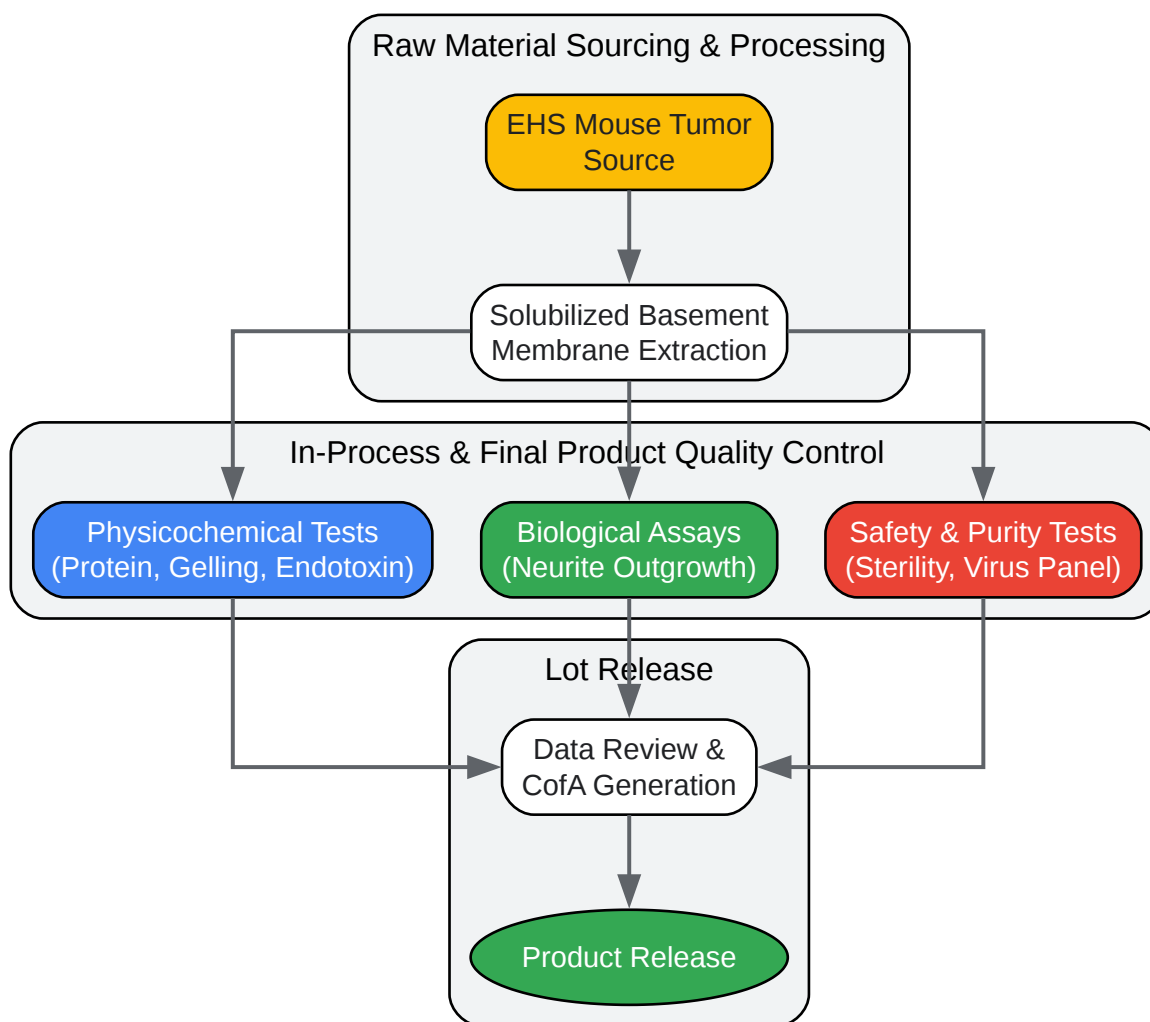 Raw Material Sourcing & Processing
EHS Mouse Tumor
Source
Solubilized Basement
Membrane Extraction
In-Process & Final Product Quality Control
Physicochemical Tests
(Protein, Gelling, Endotoxin)
Biological Assays
(Neurite Outgrowth)
Safety & Purity Tests
(Sterility, Virus Panel)
Lot Release
Data Review &
CofA Generation
Product Release